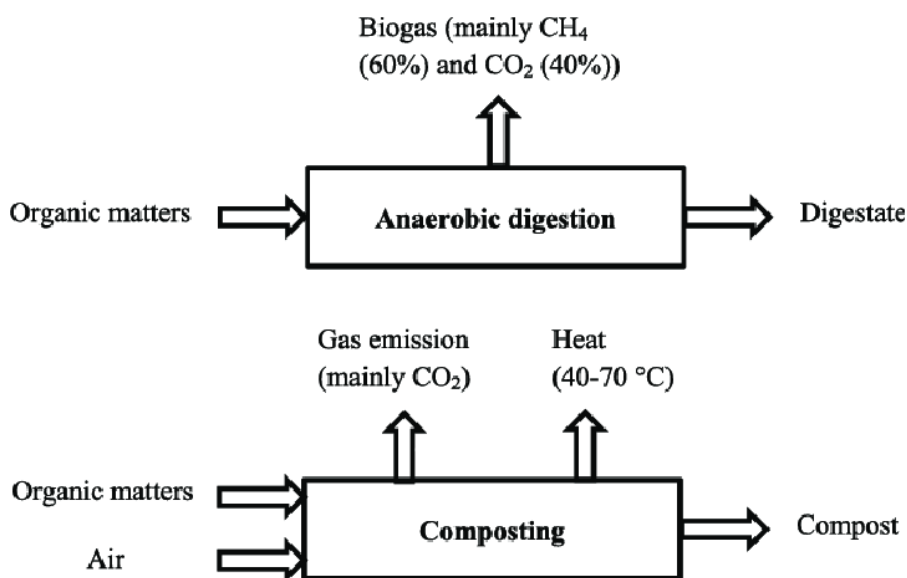 Biogas (mainly CH₄
(60%) and CO₂ (40%))
Organic matters
Anaerobic digestion
Digestate
Gas emission
(mainly CO₂)
Heat
(40-70 °C)
Organic matters
Composting
Compost
Air